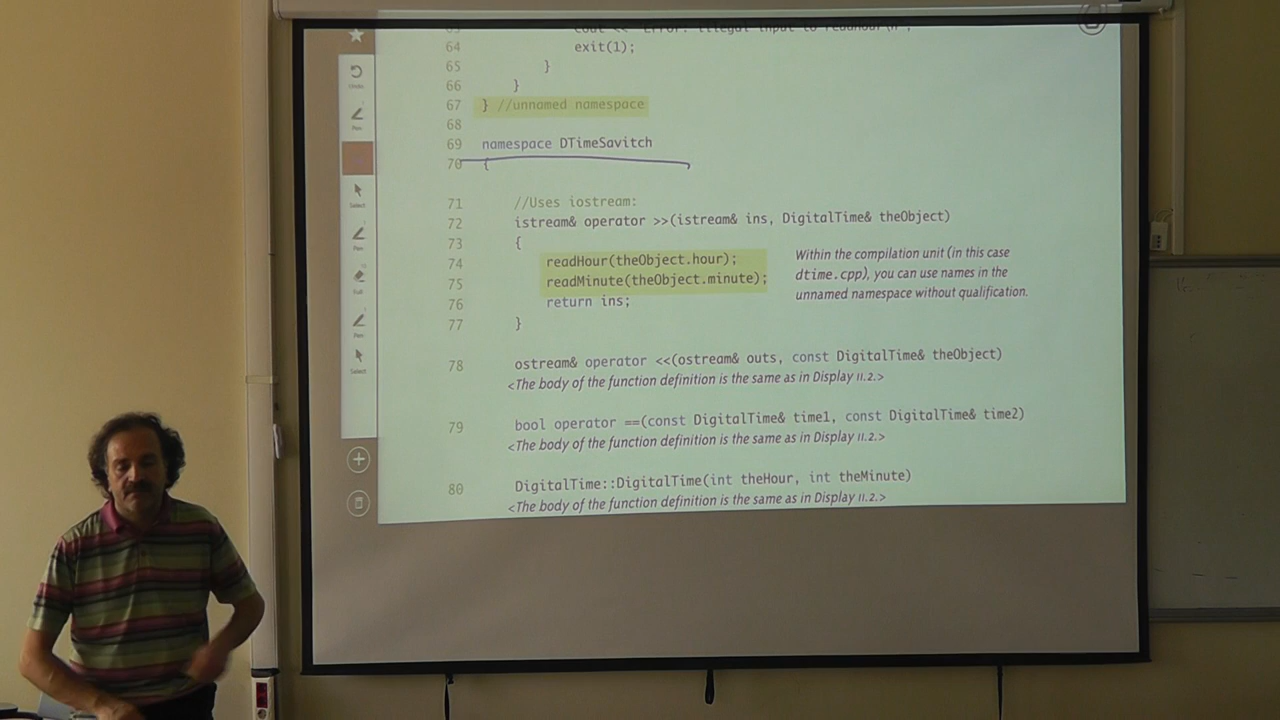 64 exit(1);
65 }
66 }
67 } //unnamed namespace
68
69 namespace DTimeSavitch
70 {
71 //Uses iostream:
72 istream& operator >>(istream& ins, DigitalTime& theObject)
73 {
74 readHour(theObject.hour);
75 readMinute(theObject.minute);
76 return ins;
77 }
Within the compilation unit (in this case
dtime.cpp), you can use names in the
unnamed namespace without qualification.
78 ostream& operator <<(ostream& outs, const DigitalTime& theObject)
<The body of the function definition is the same as in Display 11.2.>
79 bool operator ==(const DigitalTime& time1, const DigitalTime& time2)
<The body of the function definition is the same as in Display 11.2.>
80 DigitalTime::DigitalTime(int theHour, int theMinute)
<The body of the function definition is the same as in Display 11.2.>
Pen
Select
Pen
Pen
Select